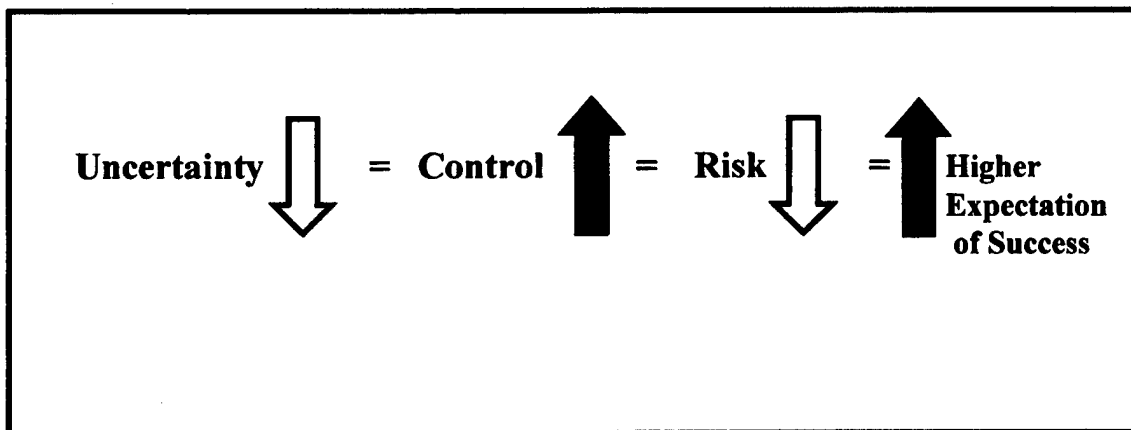 Uncertainty = Control = Risk = Higher
Expectation
of Success